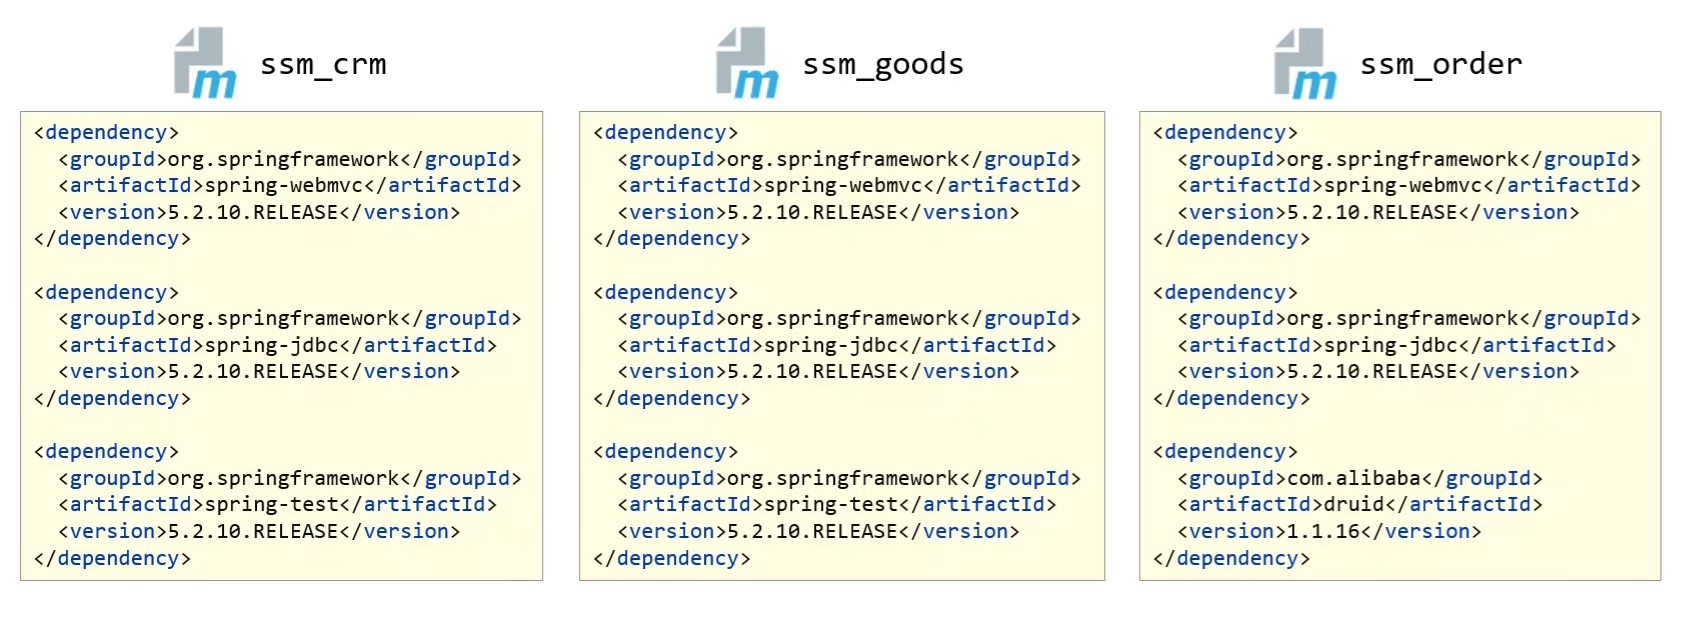 ssm_crm
<dependency>
  <groupId>org.springframework</groupId>
  <artifactId>spring-webmvc</artifactId>
  <version>5.2.10.RELEASE</version>
</dependency>

<dependency>
  <groupId>org.springframework</groupId>
  <artifactId>spring-jdbc</artifactId>
  <version>5.2.10.RELEASE</version>
</dependency>

<dependency>
  <groupId>org.springframework</groupId>
  <artifactId>spring-test</artifactId>
  <version>5.2.10.RELEASE</version>
</dependency>

ssm_goods
<dependency>
  <groupId>org.springframework</groupId>
  <artifactId>spring-webmvc</artifactId>
  <version>5.2.10.RELEASE</version>
</dependency>

<dependency>
  <groupId>org.springframework</groupId>
  <artifactId>spring-jdbc</artifactId>
  <version>5.2.10.RELEASE</version>
</dependency>

<dependency>
  <groupId>org.springframework</groupId>
  <artifactId>spring-test</artifactId>
  <version>5.2.10.RELEASE</version>
</dependency>

ssm_order
<dependency>
  <groupId>org.springframework</groupId>
  <artifactId>spring-webmvc</artifactId>
  <version>5.2.10.RELEASE</version>
</dependency>

<dependency>
  <groupId>org.springframework</groupId>
  <artifactId>spring-jdbc</artifactId>
  <version>5.2.10.RELEASE</version>
</dependency>

<dependency>
  <groupId>com.alibaba</groupId>
  <artifactId>druid</artifactId>
  <version>1.1.16</version>
</dependency>